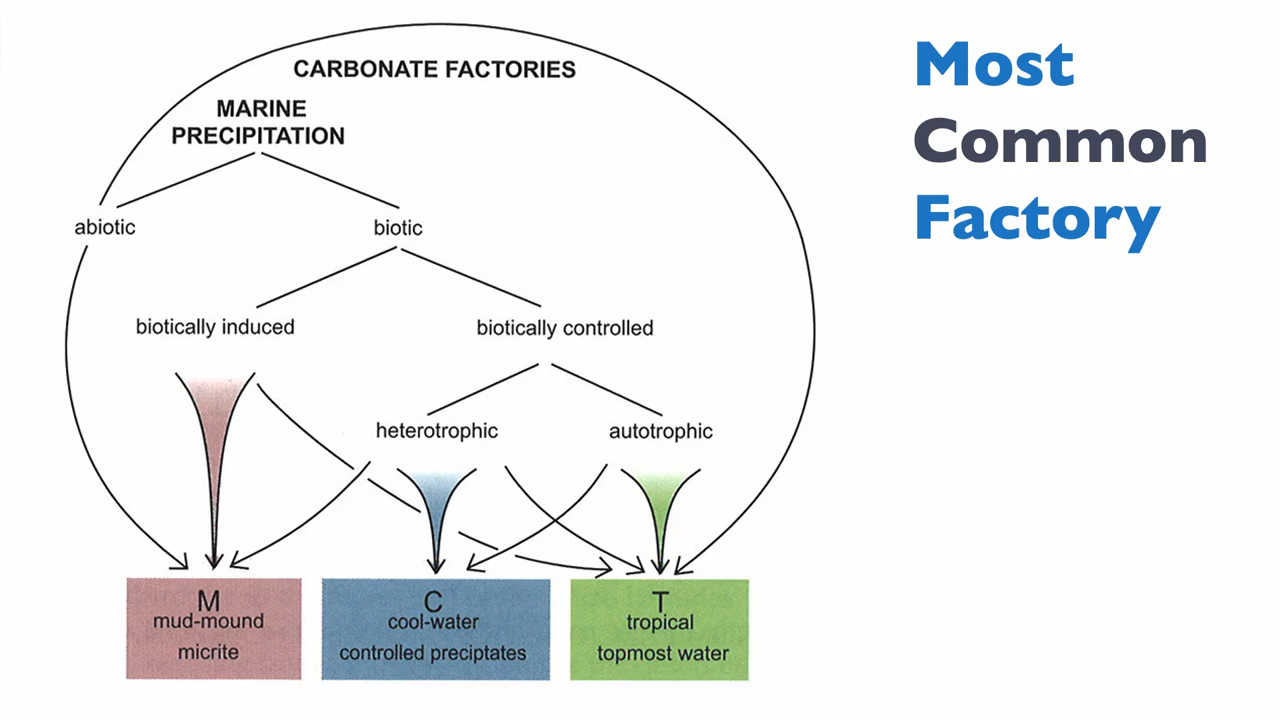 CARBONATE FACTORIES
MARINE
PRECIPITATION
abiotic
biotic
biotically induced
biotically controlled
heterotrophic
autotrophic
M
mud-mound
micrite
C
cool-water
controlled preciptates
T
tropical
topmost water
Most
Common
Factory